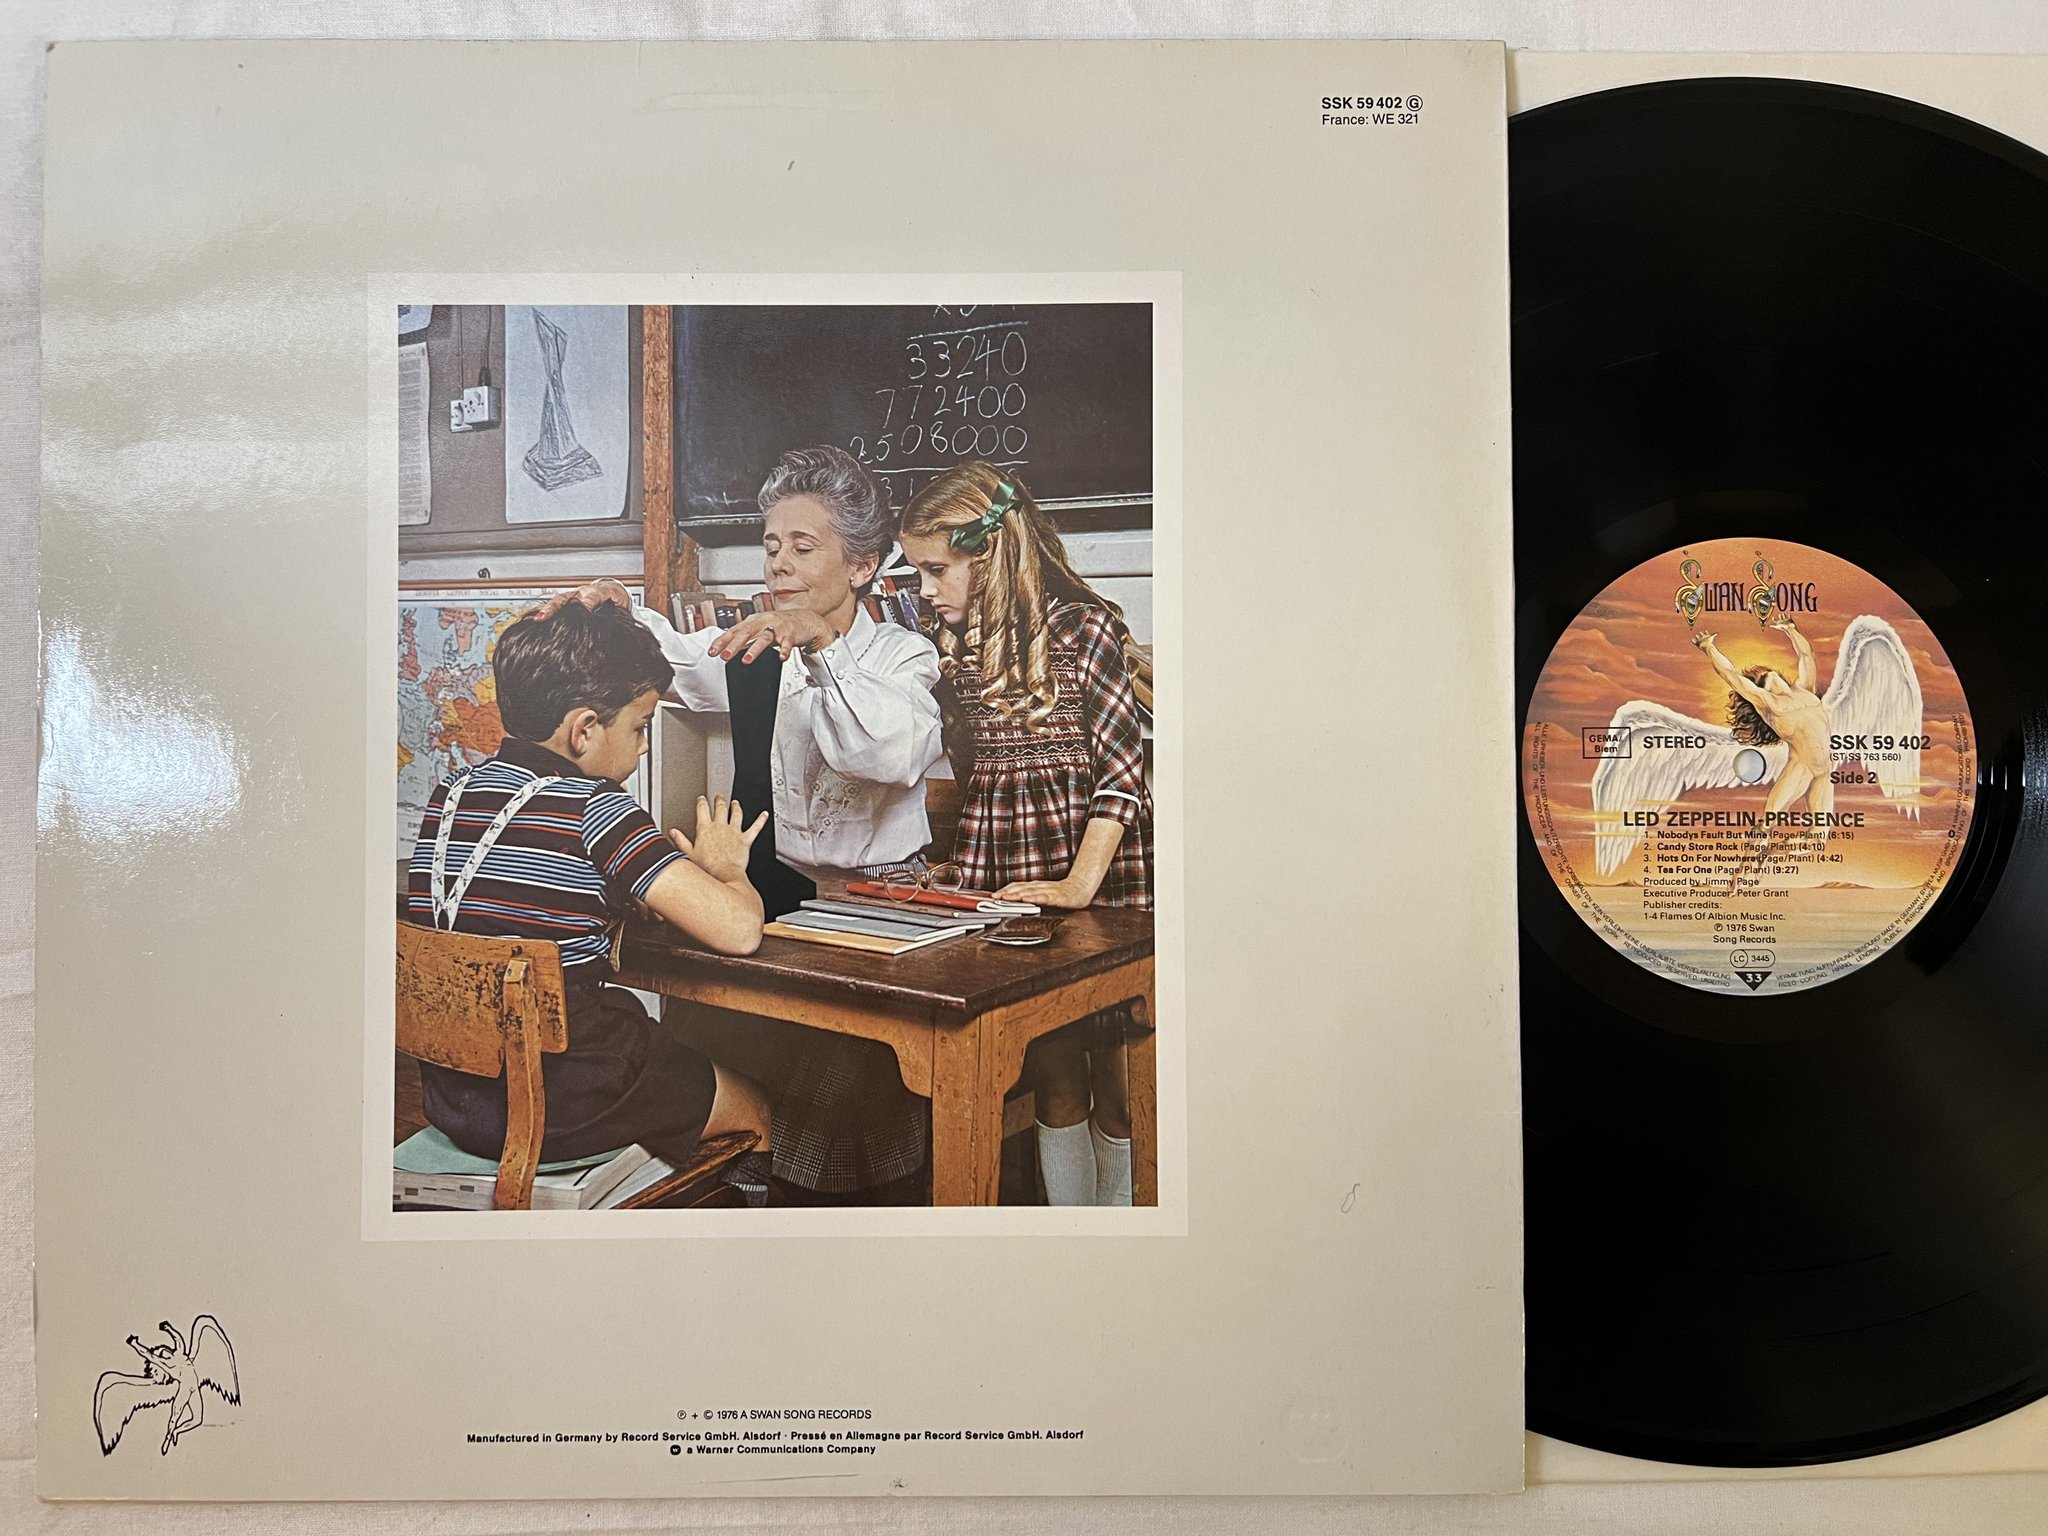 SSK 59 402 G
France: WE 321
33240
772400
2508000
SWAN SONG
GEMA/
Biem
STEREO
SSK 59 402
(ST-SS 763 560)
Side 2
LED ZEPPELIN-PRESENCE
1. Nobodys Fault But Mine (Page/Plant) (6:15)
2. Candy Store Rock (Page/Plant) (4:10)
3. Hots On For Nowhere (Page/Plant) (4:42)
4. Tea For One (Page/Plant) (9:27)
Produced by Jimmy Page
Executive Producer: Peter Grant
Publisher credits:
1-4 Flames Of Albion Music Inc.
℗ 1976 Swan
Song Records
LC 3445
33
℗ + © 1976 A SWAN SONG RECORDS
Manufactured in Germany by Record Service GmbH. Alsdorf · Pressé en Allemagne par Record Service GmbH. Alsdorf
a Warner Communications Company